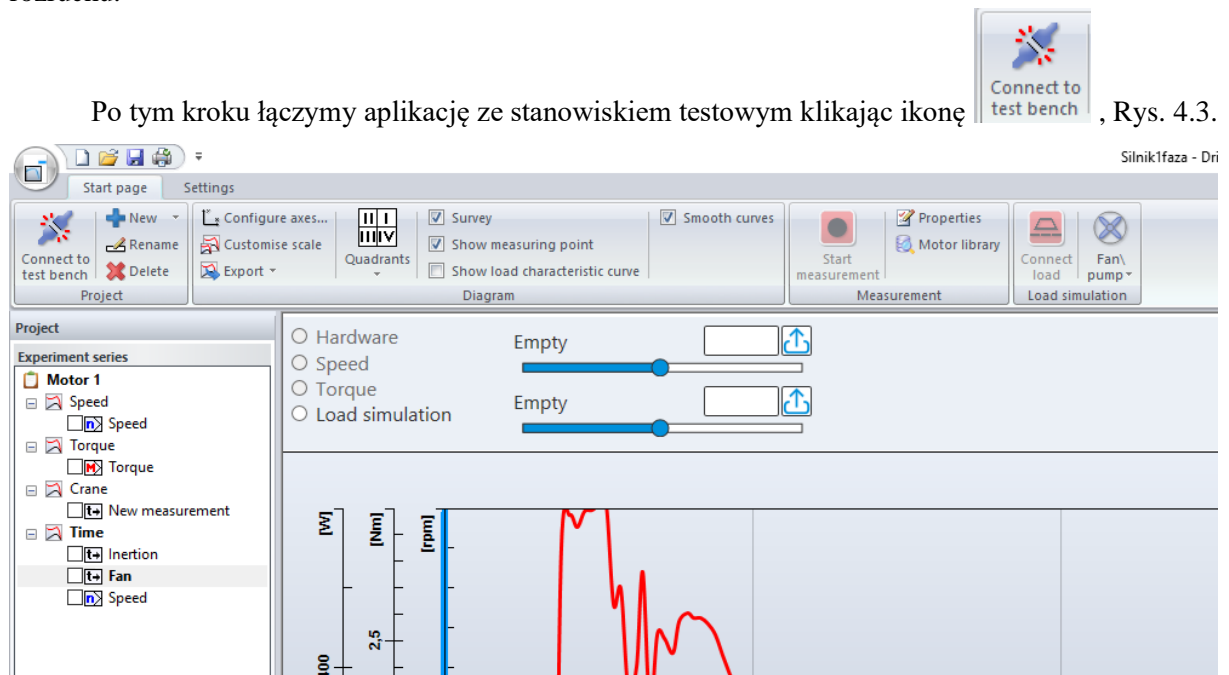 Connect to
test bench
Po tym kroku łączymy aplikację ze stanowiskiem testowym klikając ikonę , Rys. 4.3.
Silnik1faza - Dri
Start page Settings
Connect to
test bench
New
Rename
Delete
Project
Configure axes...
Customise scale
Export
II I
III IV
Quadrants
Survey
Show measuring point
Show load characteristic curve
Smooth curves
Diagram
Start
measurement
Properties
Motor library
Measurement
Connect
load
Fan\
pump
Load simulation
Project
Experiment series
Motor 1
Speed
n Speed
Torque
M Torque
Crane
t New measurement
Time
t Inertion
t Fan
n Speed
Hardware
Speed
Torque
Load simulation
Empty
Empty
[W] [Nm] [rpm]
2,5